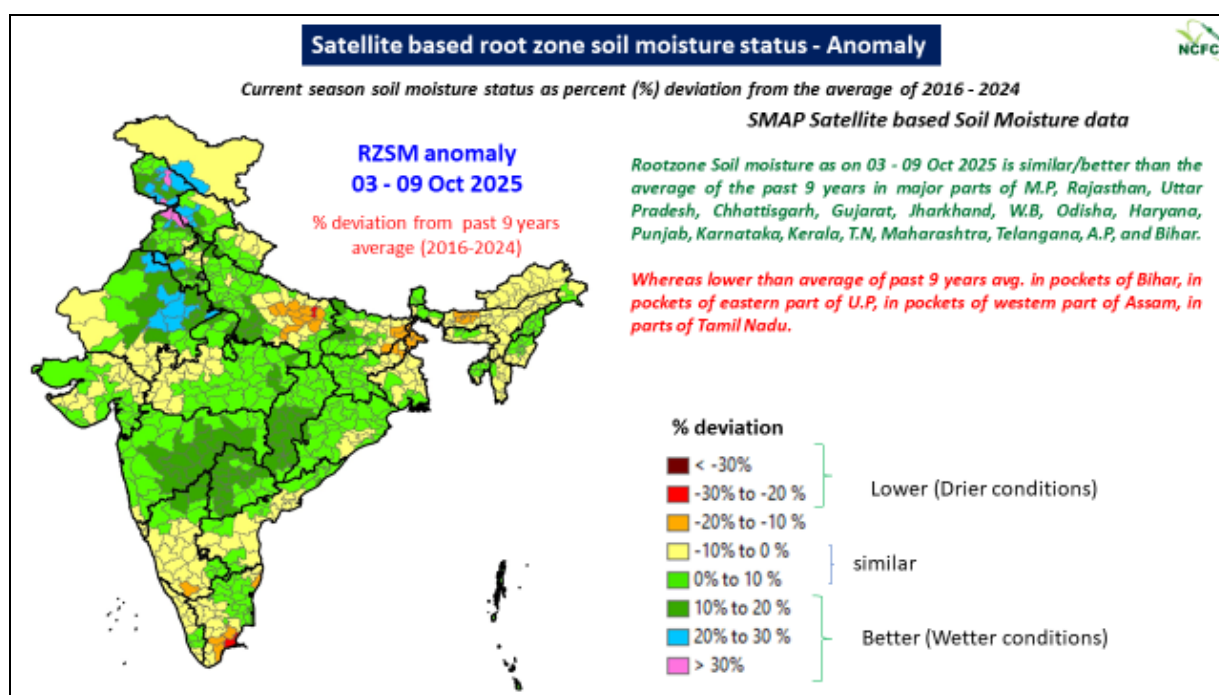 Satellite based root zone soil moisture status - Anomaly
NCFC
Current season soil moisture status as percent (%) deviation from the average of 2016 - 2024
SMAP Satellite based Soil Moisture data
RZSM anomaly
03 - 09 Oct 2025
% deviation from past 9 years
average (2016-2024)
Rootzone Soil moisture as on 03 - 09 Oct 2025 is similar/better than the
average of the past 9 years in major parts of M.P, Rajasthan, Uttar
Pradesh, Chhattisgarh, Gujarat, Jharkhand, W.B, Odisha, Haryana,
Punjab, Karnataka, Kerala, T.N, Maharashtra, Telangana, A.P, and Bihar.
Whereas lower than average of past 9 years avg. in pockets of Bihar, in
pockets of eastern part of U.P, in pockets of western part of Assam, in
parts of Tamil Nadu.
% deviation
< -30%
-30% to -20 %
-20% to -10 %
-10% to 0 %
0% to 10 %
10% to 20 %
20% to 30 %
> 30%
Lower (Drier conditions)
similar
Better (Wetter conditions)